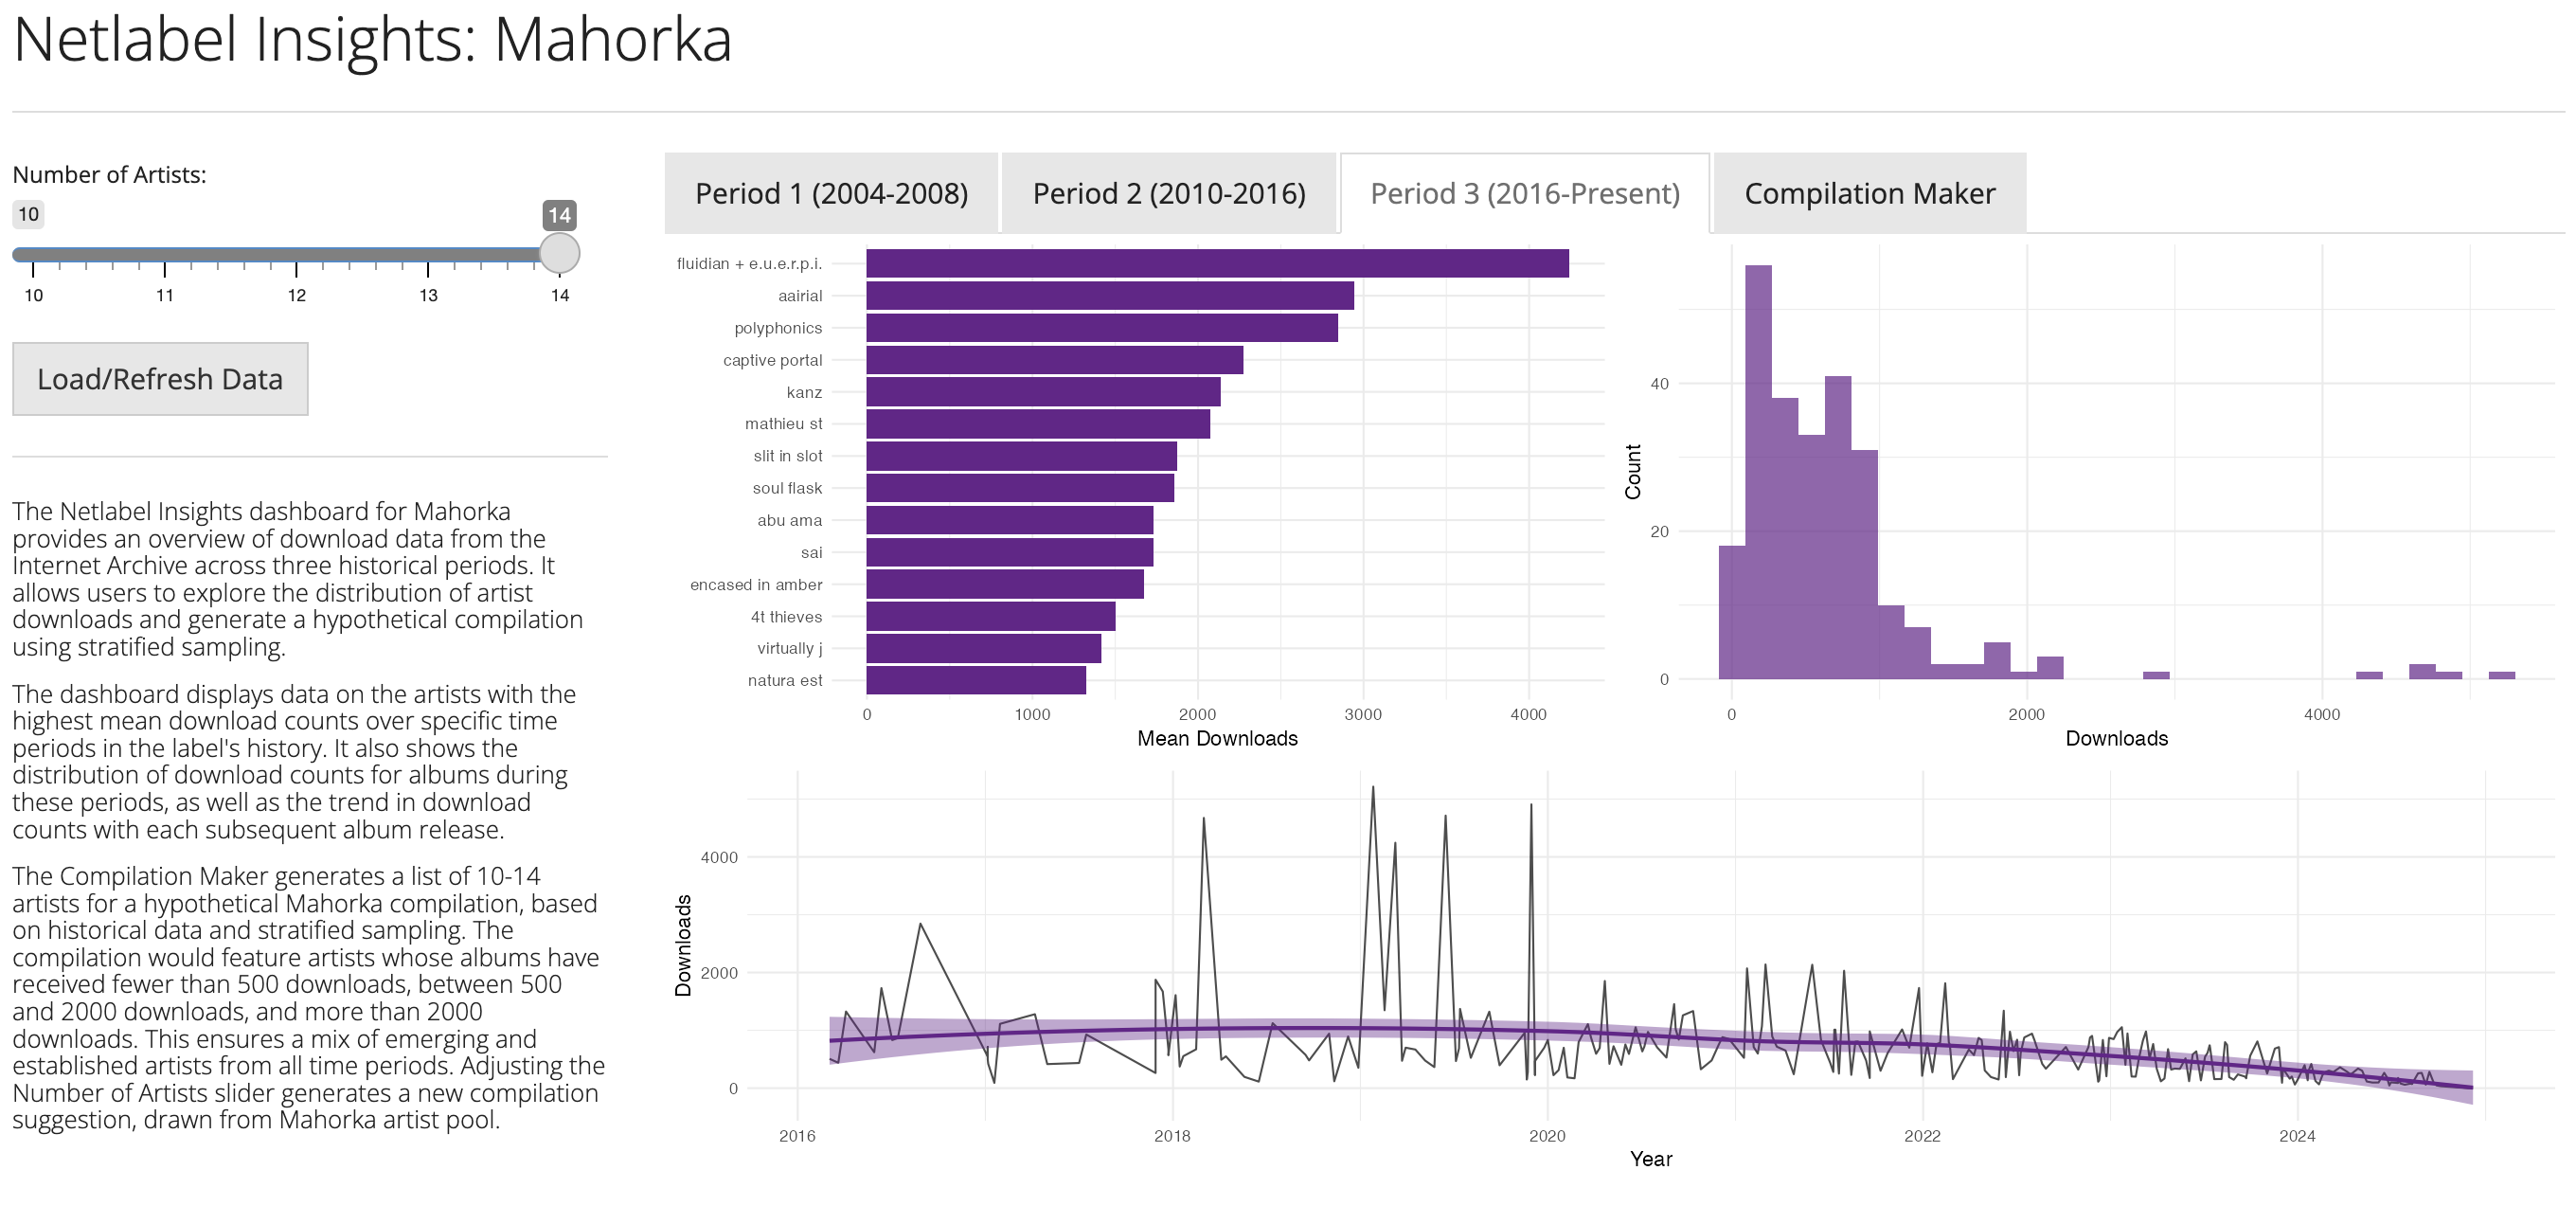 Netlabel Insights: Mahorka
Number of Artists:
10
14
10
11
12
13
14
Load/Refresh Data
The Netlabel Insights dashboard for Mahorka
provides an overview of download data from the
Internet Archive across three historical periods. It
allows users to explore the distribution of artist
downloads and generate a hypothetical compilation
using stratified sampling.
The dashboard displays data on the artists with the
highest mean download counts over specific time
periods in the label's history. It also shows the
distribution of download counts for albums during
these periods, as well as the trend in download
counts with each subsequent album release.
The Compilation Maker generates a list of 10-14
artists for a hypothetical Mahorka compilation, based
on historical data and stratified sampling. The
compilation would feature artists whose albums have
received fewer than 500 downloads, between 500
and 2000 downloads, and more than 2000
downloads. This ensures a mix of emerging and
established artists from all time periods. Adjusting the
Number of Artists slider generates a new compilation
suggestion, drawn from Mahorka artist pool.
Period 1 (2004-2008)
Period 2 (2010-2016)
Period 3 (2016-Present)
Compilation Maker
fluidian + e.u.e.r.p.i.
aairial
polyphonics
captive portal
kanz
mathieu st
slit in slot
soul flask
abu ama
sai
encased in amber
4t thieves
virtually j
natura est
0
1000
2000
3000
4000
Mean Downloads
Count
40
20
0
0
2000
4000
Downloads
Downloads
4000
2000
0
2016
2018
2020
2022
2024
Year